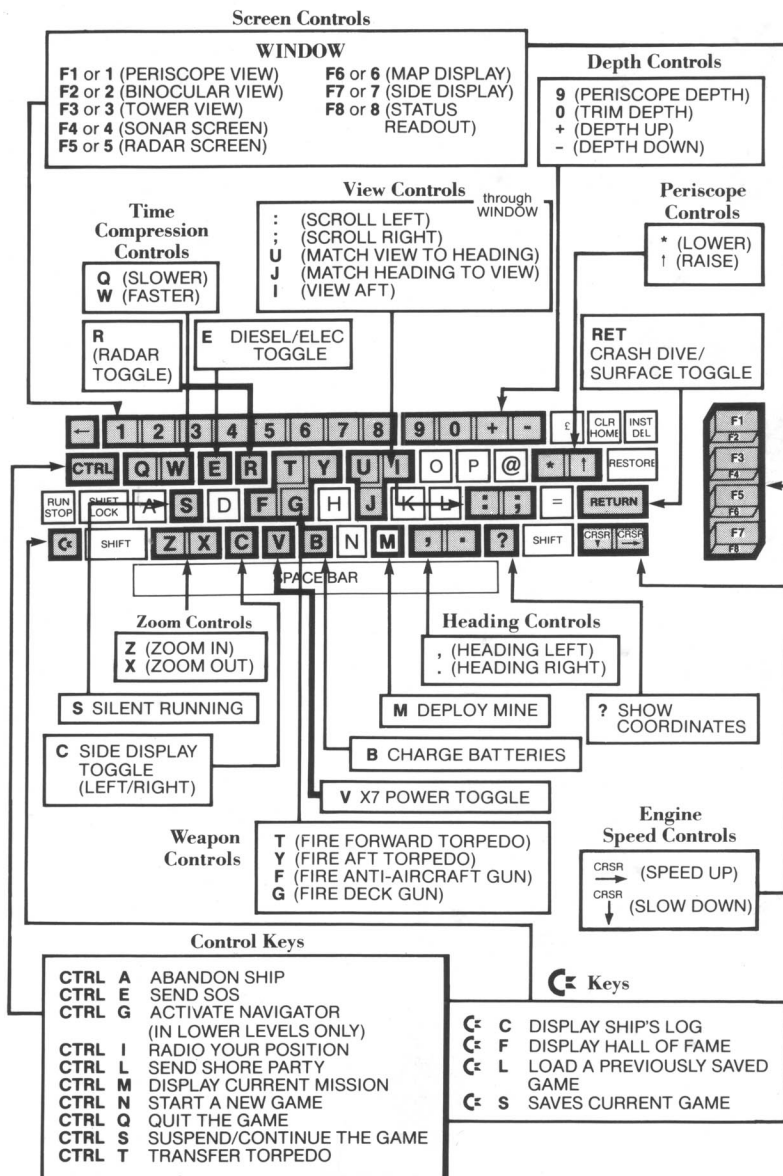 Screen Controls
WINDOW
F1 or 1 (PERISCOPE VIEW)
F2 or 2 (BINOCULAR VIEW)
F3 or 3 (TOWER VIEW)
F4 or 4 (SONAR SCREEN)
F5 or 5 (RADAR SCREEN)
F6 or 6 (MAP DISPLAY)
F7 or 7 (SIDE DISPLAY)
F8 or 8 (STATUS
READOUT)
Depth Controls
9 (PERISCOPE DEPTH)
0 (TRIM DEPTH)
+ (DEPTH UP)
- (DEPTH DOWN)
Time
Compression
Controls
Q (SLOWER)
W (FASTER)
View Controls
through
WINDOW
: (SCROLL LEFT)
; (SCROLL RIGHT)
U (MATCH VIEW TO HEADING)
J (MATCH HEADING TO VIEW)
I (VIEW AFT)
Periscope
Controls
* (LOWER)
↑ (RAISE)
R
(RADAR
TOGGLE)
E DIESEL/ELEC
TOGGLE
RET
CRASH DIVE/
SURFACE TOGGLE
← 1 2 3 4 5 6 7 8 9 0 + - £ CLR HOME INST DEL
CTRL Q W E R T Y U I O P @ * ↑ RESTORE
RUN STOP SHIFT LOCK A S D F G H J K L : ; = RETURN
C= SHIFT Z X C V B N M , . ? SHIFT CRSR ↓ CRSR →
SPACE BAR
F1
F2
F3
F4
F5
F6
F7
F8
Zoom Controls
Z (ZOOM IN)
X (ZOOM OUT)
Heading Controls
, (HEADING LEFT)
. (HEADING RIGHT)
S SILENT RUNNING
M DEPLOY MINE
? SHOW
COORDINATES
C SIDE DISPLAY
TOGGLE
(LEFT/RIGHT)
B CHARGE BATTERIES
V X7 POWER TOGGLE
Weapon
Controls
T (FIRE FORWARD TORPEDO)
Y (FIRE AFT TORPEDO)
F (FIRE ANTI-AIRCRAFT GUN)
G (FIRE DECK GUN)
Engine
Speed Controls
CRSR → (SPEED UP)
CRSR ↓ (SLOW DOWN)
Control Keys
CTRL A ABANDON SHIP
CTRL E SEND SOS
CTRL G ACTIVATE NAVIGATOR
(IN LOWER LEVELS ONLY)
CTRL I RADIO YOUR POSITION
CTRL L SEND SHORE PARTY
CTRL M DISPLAY CURRENT MISSION
CTRL N START A NEW GAME
CTRL Q QUIT THE GAME
CTRL S SUSPEND/CONTINUE THE GAME
CTRL T TRANSFER TORPEDO
C= Keys
C= C DISPLAY SHIP'S LOG
C= F DISPLAY HALL OF FAME
C= L LOAD A PREVIOUSLY SAVED
GAME
C= S SAVES CURRENT GAME